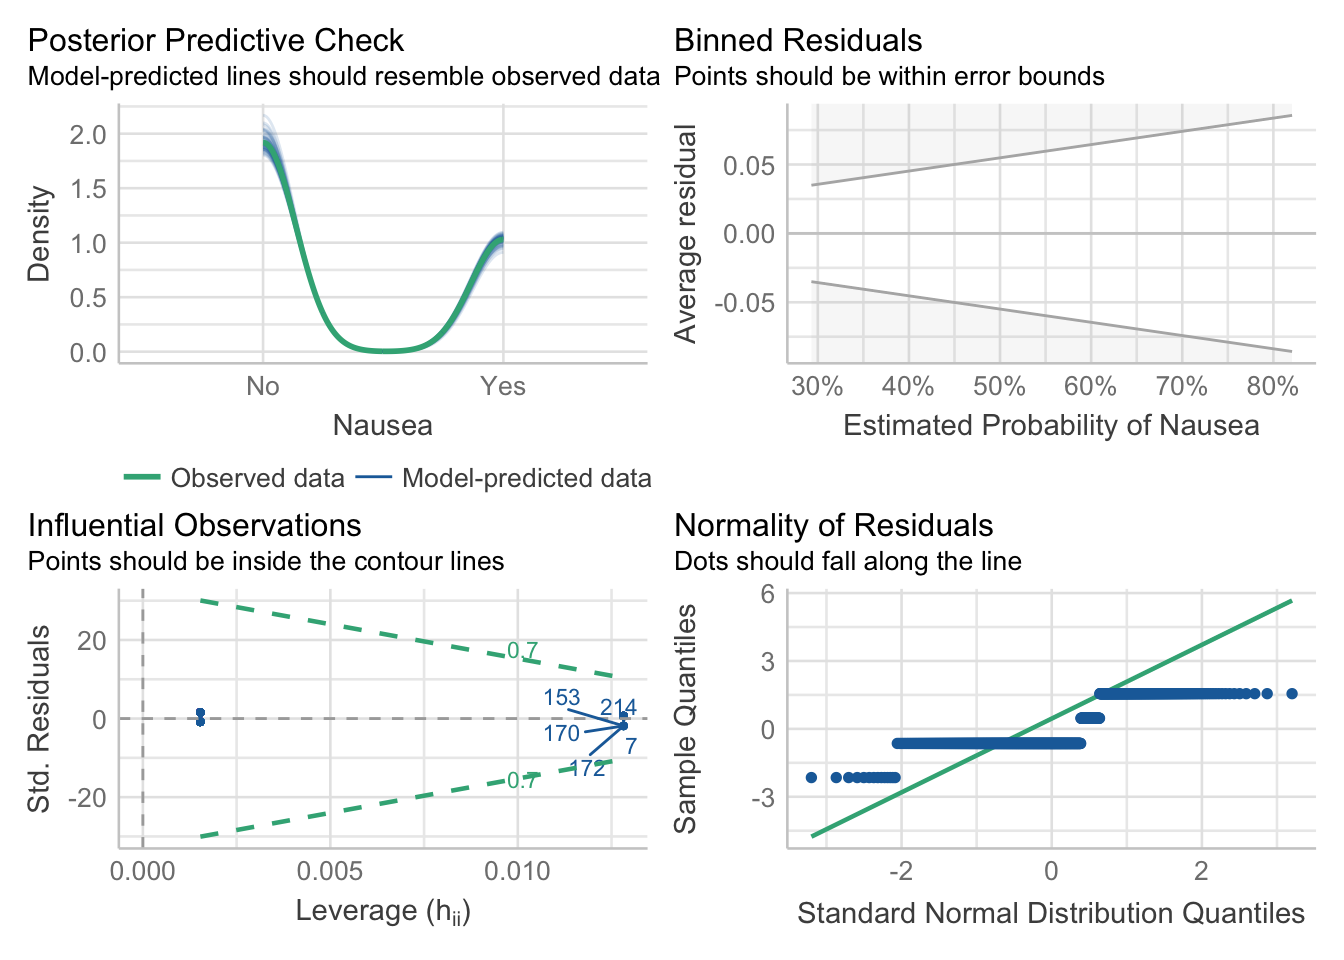 Posterior Predictive Check
Model-predicted lines should resemble observed data
2.0
1.5
1.0
0.5
0.0
Density
No
Yes
Nausea
Observed data
Model-predicted data
Binned Residuals
Points should be within error bounds
0.05
0.00
-0.05
Average residual
30%
40%
50%
60%
70%
80%
Estimated Probability of Nausea
Influential Observations
Points should be inside the contour lines
20
0
-20
Std. Residuals
0.7
153
214
170
7
172
0.7
0.000
0.005
0.010
Leverage (hii)
Normality of Residuals
Dots should fall along the line
6
3
0
-3
Sample Quantiles
-2
0
2
Standard Normal Distribution Quantiles